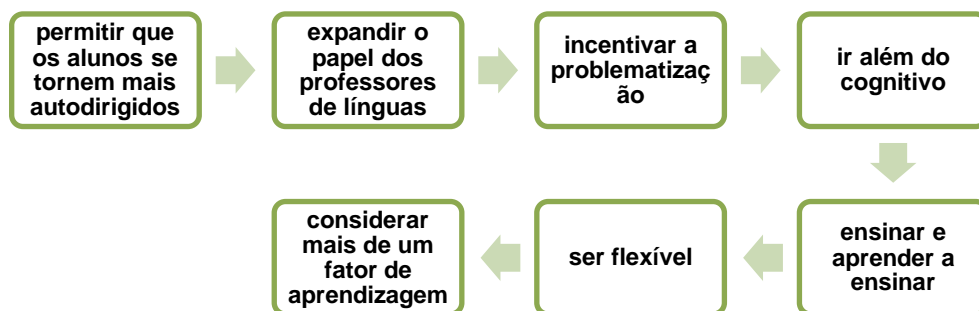 permitir que
os alunos se
tornem mais
autodirigidos
expandir o
papel dos
professores
de línguas
incentivar a
problematizaç
ão
ir além do
cognitivo
ensinar e
aprender a
ensinar
ser flexível
considerar
mais de um
fator de
aprendizagem